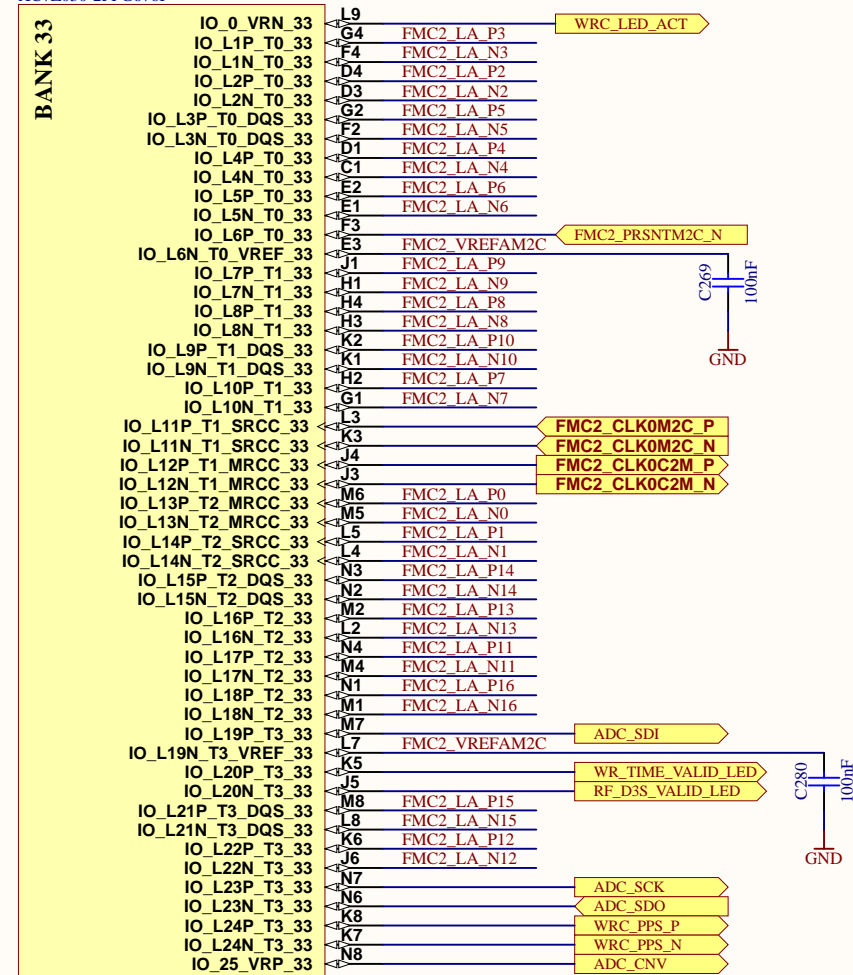 BANK 33
IO_0_VRN_33 L9 WRC_LED_ACT
IO_L1P_T0_33 G4 FMC2_LA_P3
IO_L1N_T0_33 F4 FMC2_LA_N3
IO_L2P_T0_33 D4 FMC2_LA_P2
IO_L2N_T0_33 D3 FMC2_LA_N2
IO_L3P_T0_DQS_33 G2 FMC2_LA_P5
IO_L3N_T0_DQS_33 F2 FMC2_LA_N5
IO_L4P_T0_33 D1 FMC2_LA_P4
IO_L4N_T0_33 C1 FMC2_LA_N4
IO_L5P_T0_33 E2 FMC2_LA_P6
IO_L5N_T0_33 E1 FMC2_LA_N6
IO_L6P_T0_33 F3 FMC2_PRSNTM2C_N
IO_L6N_T0_VREF_33 E3 FMC2_VREFAM2C
C269 100nF
GND
IO_L7P_T1_33 J1 FMC2_LA_P9
IO_L7N_T1_33 H1 FMC2_LA_N9
IO_L8P_T1_33 H4 FMC2_LA_P8
IO_L8N_T1_33 H3 FMC2_LA_N8
IO_L9P_T1_DQS_33 K2 FMC2_LA_P10
IO_L9N_T1_DQS_33 K1 FMC2_LA_N10
IO_L10P_T1_33 H2 FMC2_LA_P7
IO_L10N_T1_33 G1 FMC2_LA_N7
IO_L11P_T1_SRCC_33 L3 FMC2_CLK0M2C_P
IO_L11N_T1_SRCC_33 K3 FMC2_CLK0M2C_N
IO_L12P_T1_MRCC_33 J4 FMC2_CLK0C2M_P
IO_L12N_T1_MRCC_33 J3 FMC2_CLK0C2M_N
IO_L13P_T2_MRCC_33 M6 FMC2_LA_P0
IO_L13N_T2_MRCC_33 M5 FMC2_LA_N0
IO_L14P_T2_SRCC_33 L5 FMC2_LA_P1
IO_L14N_T2_SRCC_33 L4 FMC2_LA_N1
IO_L15P_T2_DQS_33 N3 FMC2_LA_P14
IO_L15N_T2_DQS_33 N2 FMC2_LA_N14
IO_L16P_T2_33 M2 FMC2_LA_P13
IO_L16N_T2_33 L2 FMC2_LA_N13
IO_L17P_T2_33 N4 FMC2_LA_P11
IO_L17N_T2_33 M4 FMC2_LA_N11
IO_L18P_T2_33 N1 FMC2_LA_P16
IO_L18N_T2_33 M1 FMC2_LA_N16
IO_L19P_T3_33 M7 ADC_SDI
IO_L19N_T3_VREF_33 L7 FMC2_VREFAM2C
C280 100nF
GND
IO_L20P_T3_33 K5 WR_TIME_VALID_LED
IO_L20N_T3_33 J5 RF_D3S_VALID_LED
IO_L21P_T3_DQS_33 M8 FMC2_LA_P15
IO_L21N_T3_DQS_33 L8 FMC2_LA_N15
IO_L22P_T3_33 K6 FMC2_LA_P12
IO_L22N_T3_33 J6 FMC2_LA_N12
IO_L23P_T3_33 N7 ADC_SCK
IO_L23N_T3_33 N6 ADC_SDO
IO_L24P_T3_33 K8 WRC_PPS_P
IO_L24N_T3_33 K7 WRC_PPS_N
IO_25_VRP_33 N8 ADC_CNV